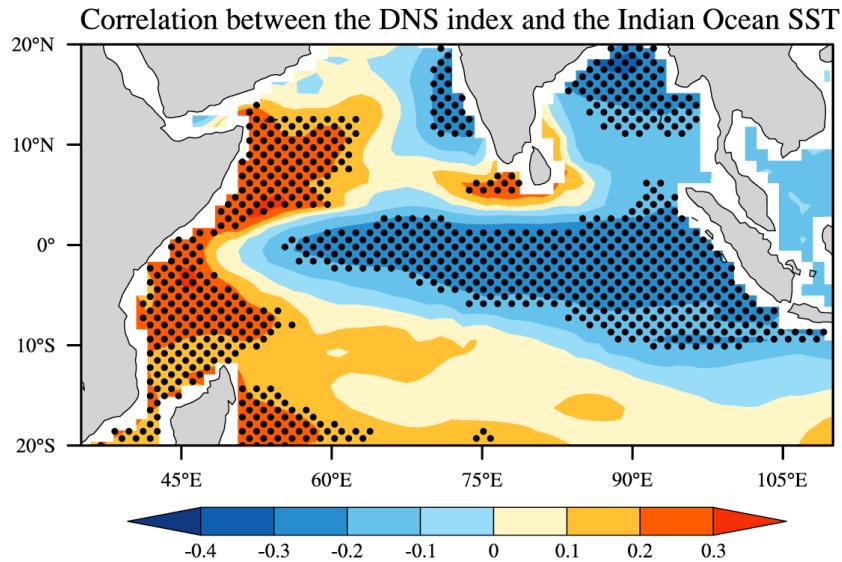 Correlation between the DNS index and the Indian Ocean SST
20°N
10°N
0°
10°S
20°S
45°E 60°E 75°E 90°E 105°E
-0.4 -0.3 -0.2 -0.1 0 0.1 0.2 0.3